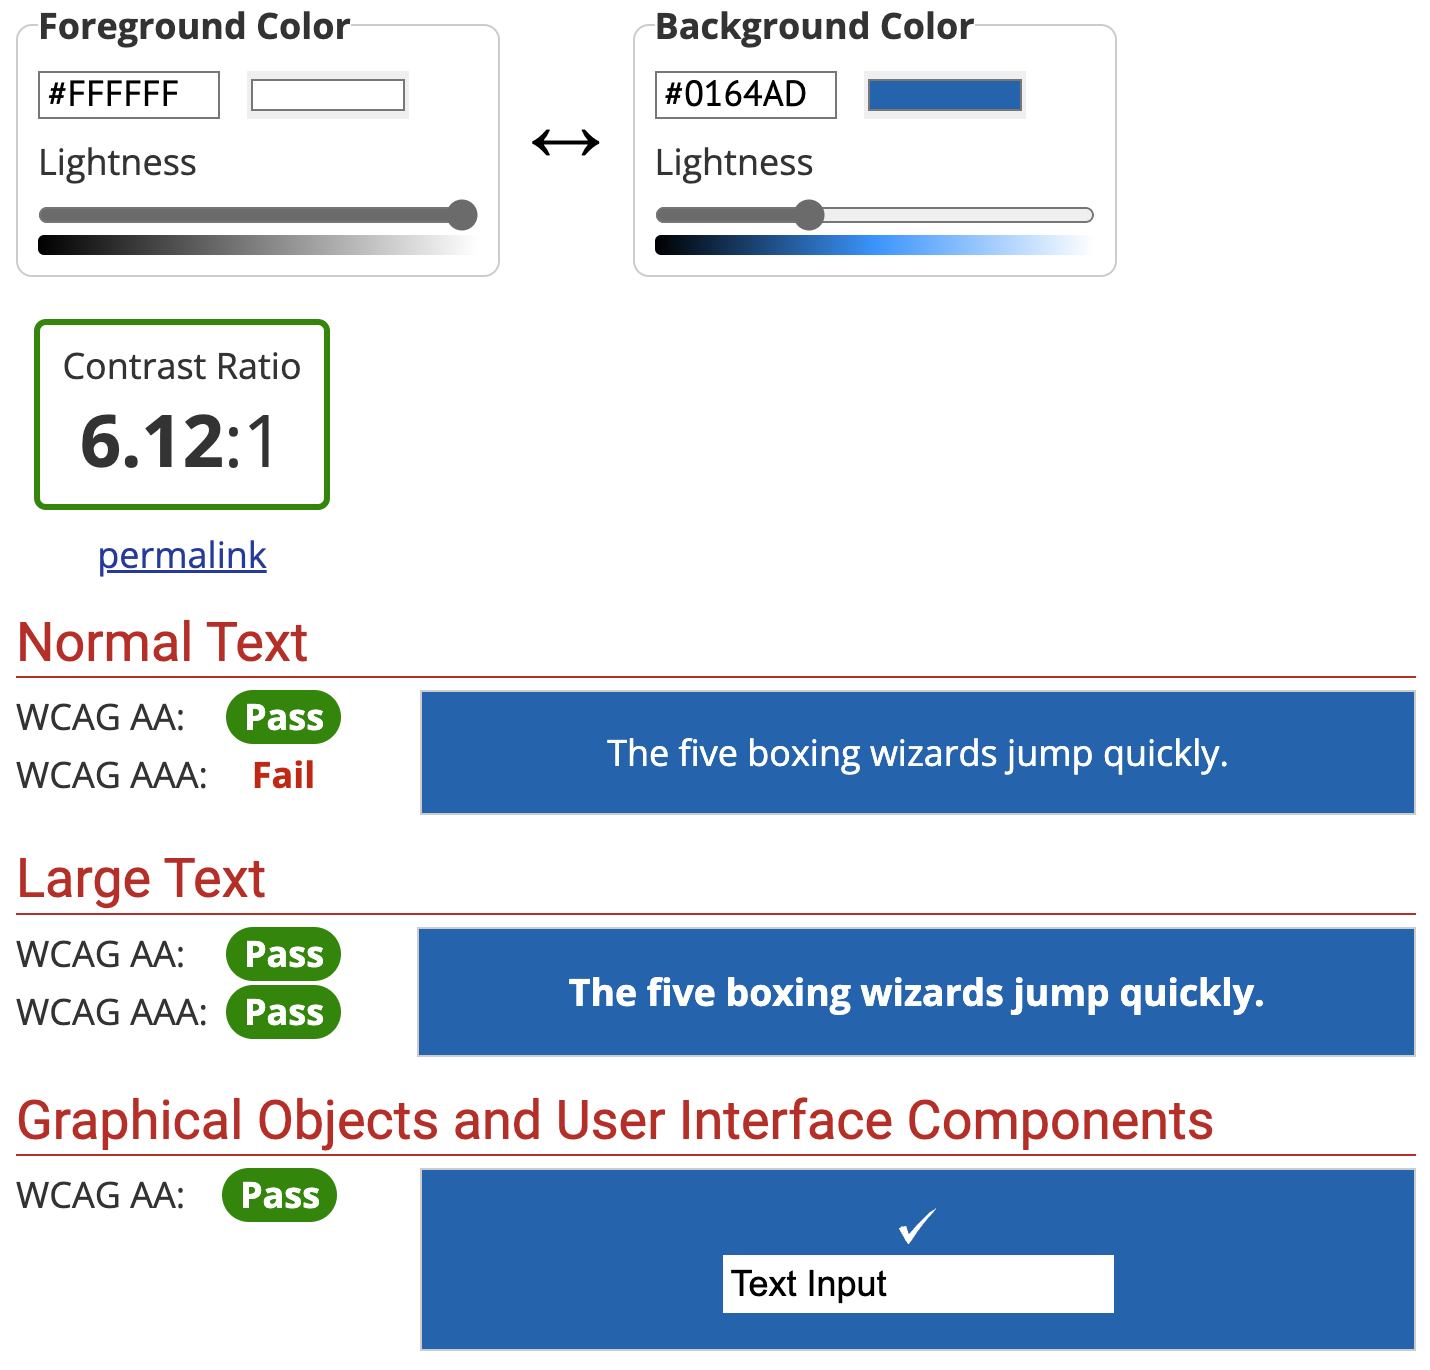 Foreground Color
#FFFFFF
Lightness
Background Color
#0164AD
Lightness
Contrast Ratio
6.12:1
permalink
Normal Text
WCAG AA: Pass
WCAG AAA: Fail
The five boxing wizards jump quickly.
Large Text
WCAG AA: Pass
WCAG AAA: Pass
The five boxing wizards jump quickly.
Graphical Objects and User Interface Components
WCAG AA: Pass
Text Input